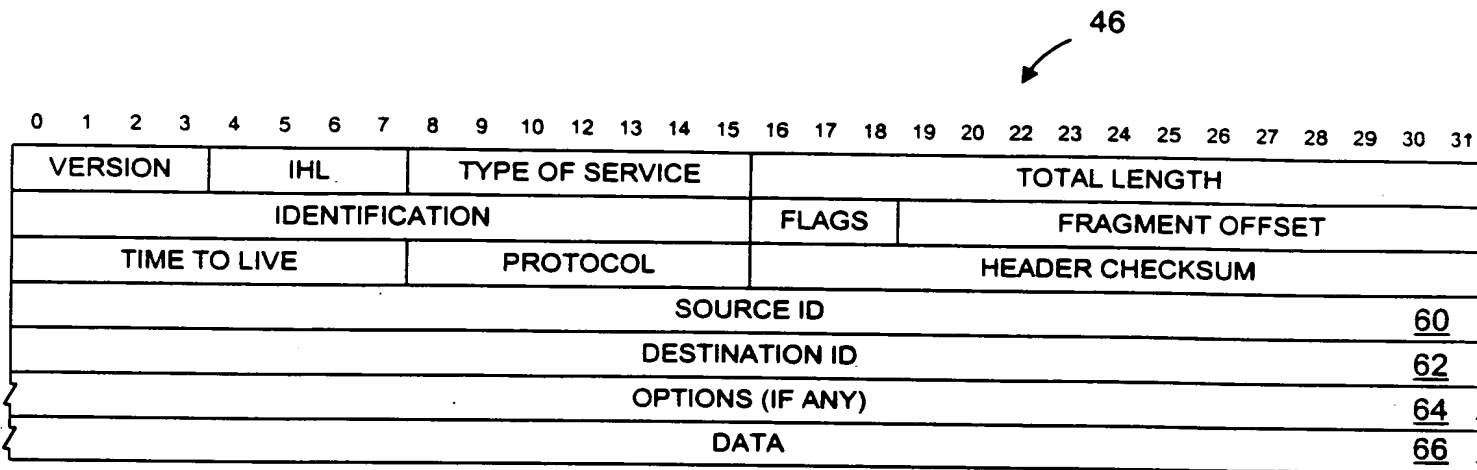 46
0 1 2 3 4 5 6 7 8 9 10 12 13 14 15 16 17 18 19 20 22 23 24 25 26 27 28 29 30 31
VERSION IHL TYPE OF SERVICE TOTAL LENGTH
IDENTIFICATION FLAGS FRAGMENT OFFSET
TIME TO LIVE PROTOCOL HEADER CHECKSUM
SOURCE ID 60
DESTINATION ID 62
OPTIONS (IF ANY) 64
DATA 66